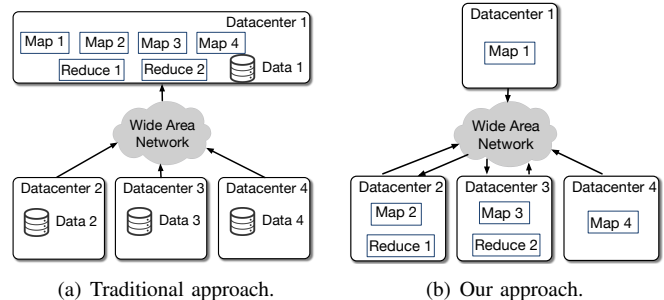 Datacenter 1
Map 1 Map 2 Map 3 Map 4
Reduce 1 Reduce 2 Data 1
Wide Area
Network
Datacenter 2 Datacenter 3 Datacenter 4
Data 2 Data 3 Data 4
(a) Traditional approach.
Datacenter 1
Map 1
Wide Area
Network
Datacenter 2 Datacenter 3 Datacenter 4
Map 2 Map 3 Map 4
Reduce 1 Reduce 2
(b) Our approach.